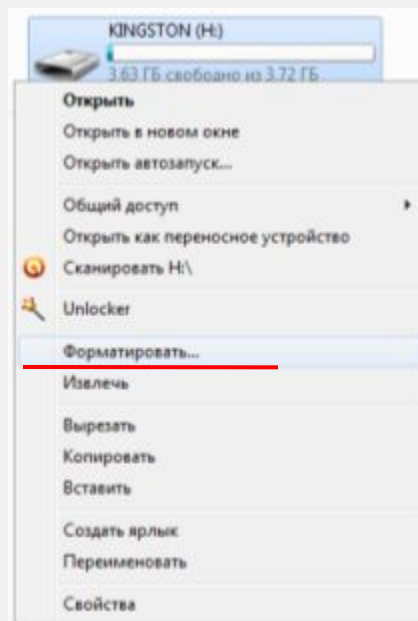 KINGSTON (H:)
3.63 ГБ свободно из 3.72 ГБ
Открыть
Открыть в новом окне
Открыть автозапуск...
Общий доступ
Открыть как переносное устройство
Сканировать H:\
Unlocker
Форматировать...
Извлечь
Вырезать
Копировать
Вставить
Создать ярлык
Переименовать
Свойства